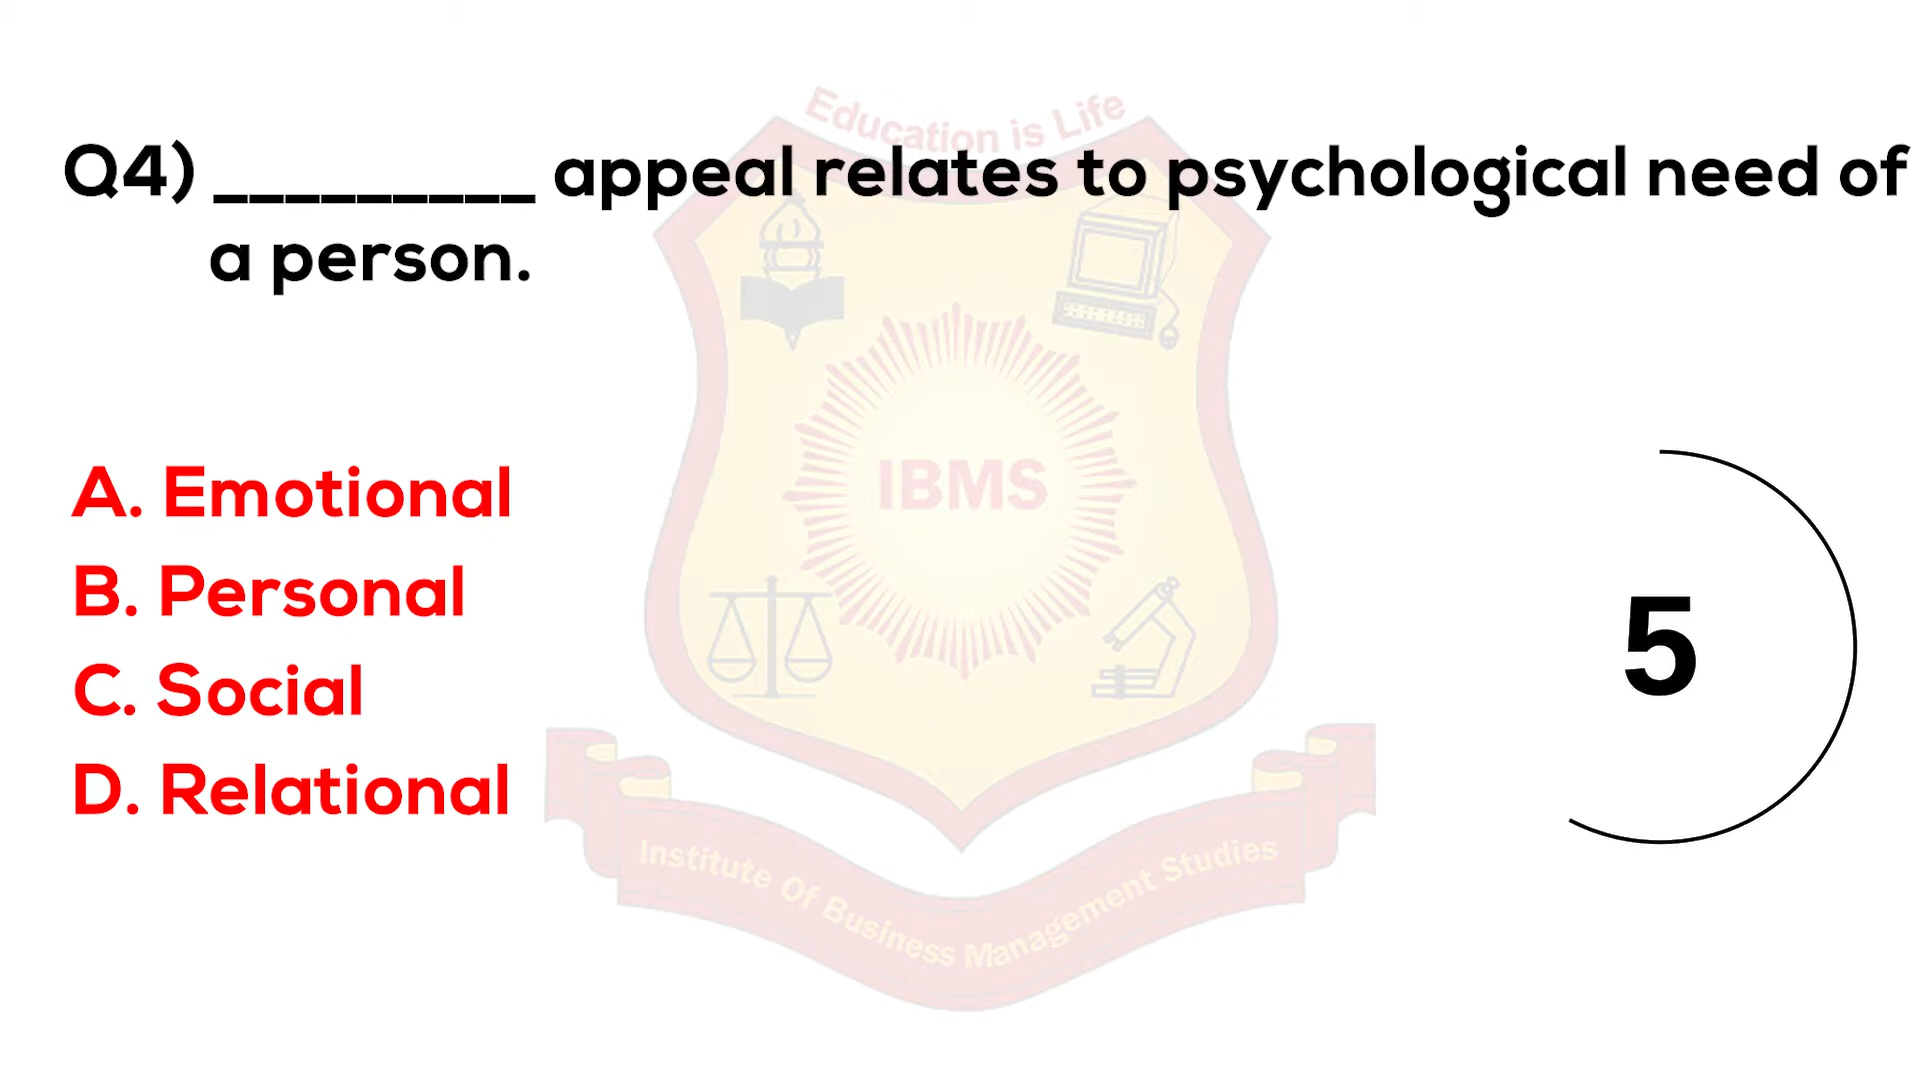 Education is Life
Q4) _________ appeal relates to psychological need of
a person.
IBMS
A. Emotional
B. Personal
C. Social
D. Relational
5
Institute Of Business Management Studies